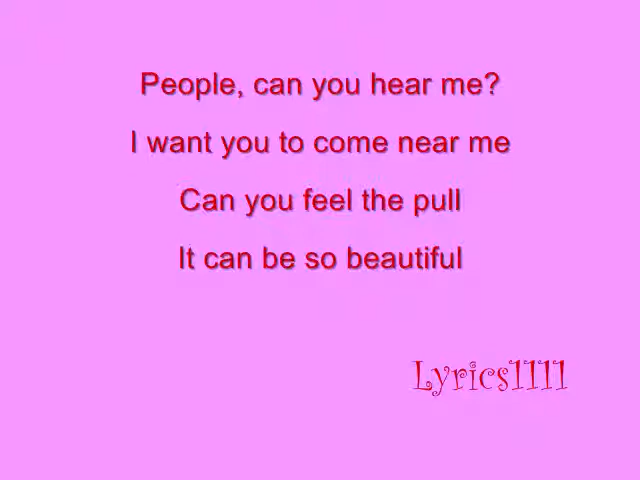 People, can you hear me?
I want you to come near me
Can you feel the pull
It can be so beautiful
Lyrics1111